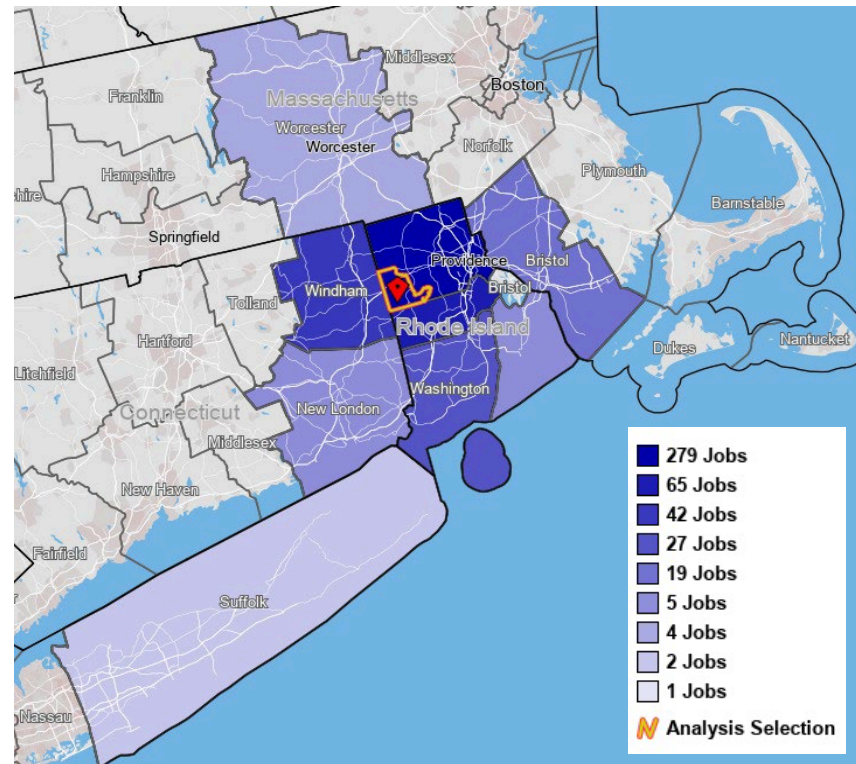 Middlesex
Boston
Franklin
Massachusetts
Worcester
Worcester
Norfolk
Hampshire
Plymouth
Barnstable
hire
Springfield
Providence
Bristol
Tolland
Windham
Bristol
Hartford
Rhode Island
Litchfield
Dukes
Nantucket
Washington
New London
Connecticut
Middlesex
New Haven
Fairfield
Suffolk
Nassau
279 Jobs
65 Jobs
42 Jobs
27 Jobs
19 Jobs
5 Jobs
4 Jobs
2 Jobs
1 Jobs
N Analysis Selection